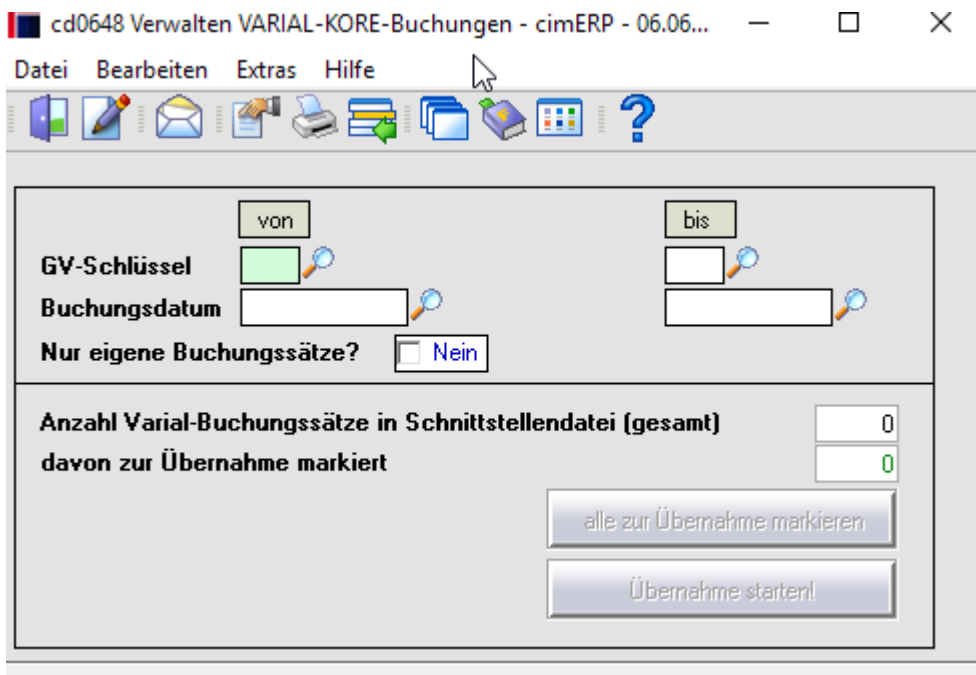 cd0648 Verwalten VARIAL-KORE-Buchungen - cimERP - 06.06...
Datei Bearbeiten Extras Hilfe
von bis
GV-Schlüssel
Buchungsdatum
Nur eigene Buchungssätze? Nein
Anzahl Varial-Buchungssätze in Schnittstellendatei (gesamt) 0
davon zur Übernahme markiert 0
alle zur Übernahme markieren
Übernahme starten!